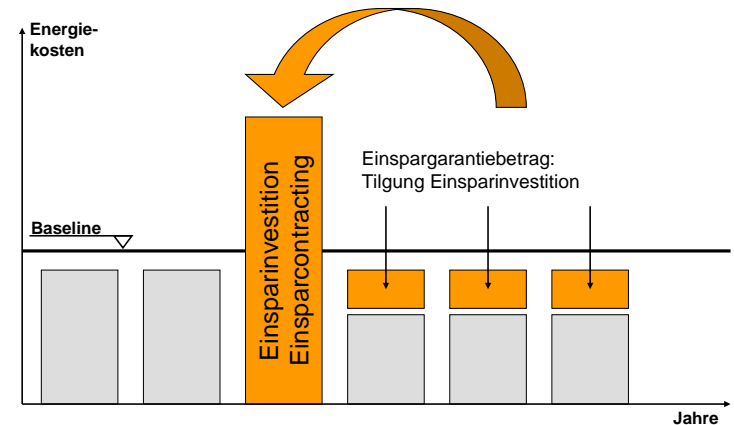 Energie-
kosten
Einspargarantiebetrag:
Tilgung Einsparinvestition
Baseline
Einsparinvestition
Einsparcontracting
Jahre